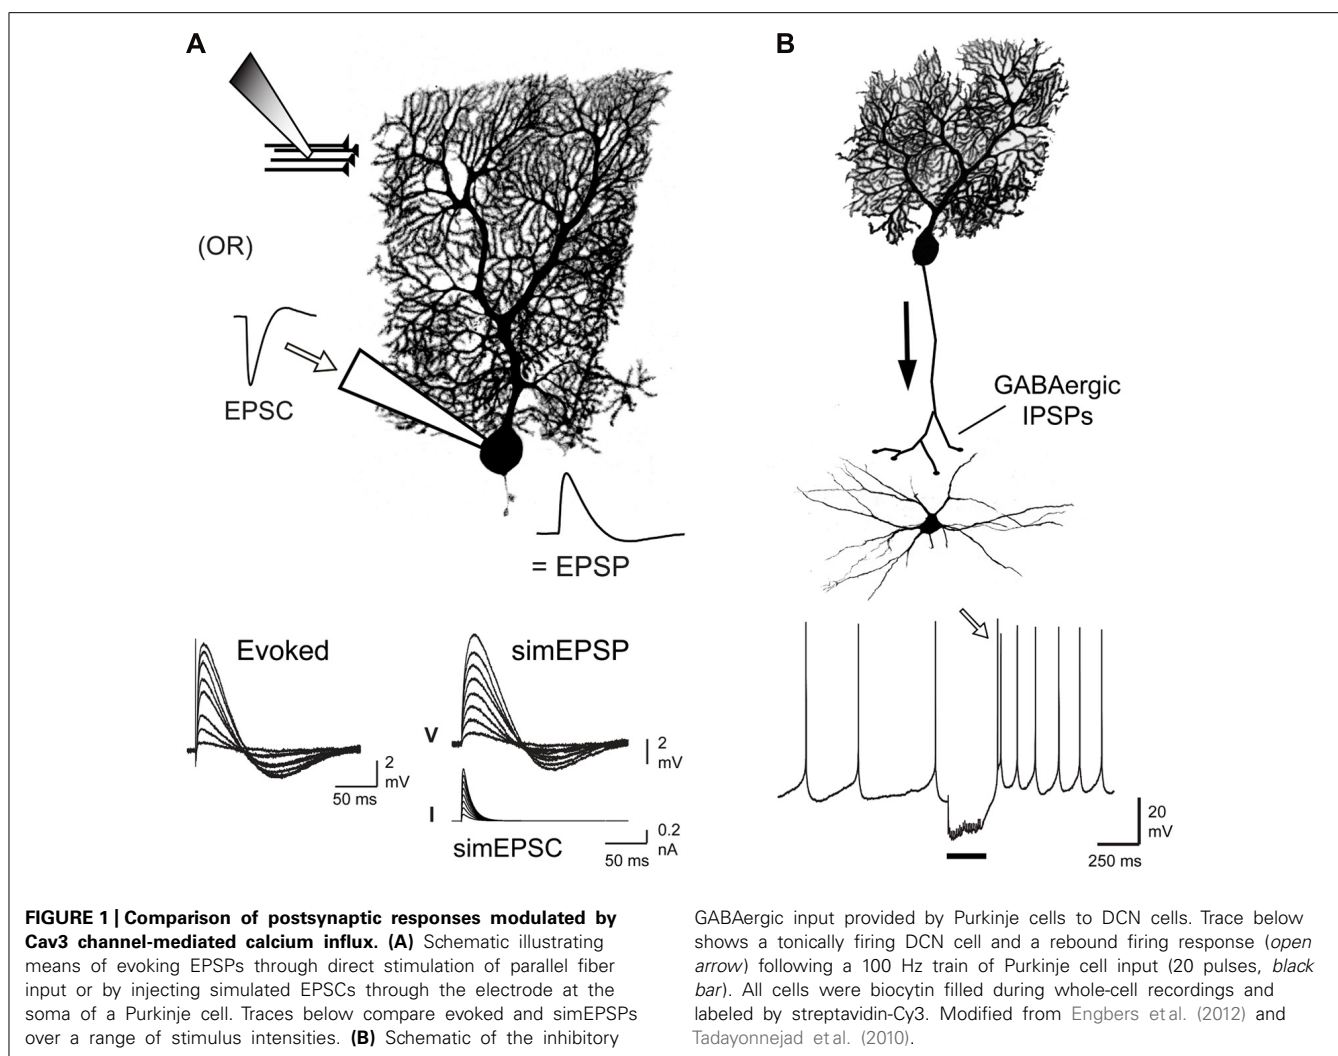 A
(OR)
EPSC
= EPSP
Evoked
2
mV
50 ms
simEPSP
V
2
mV
I
simEPSC
0.2
nA
50 ms
B
GABAergic
IPSPs
20
mV
250 ms
FIGURE 1 | Comparison of postsynaptic responses modulated by
Cav3 channel-mediated calcium influx. (A) Schematic illustrating
means of evoking EPSPs through direct stimulation of parallel fiber
input or by injecting simulated EPSCs through the electrode at the
soma of a Purkinje cell. Traces below compare evoked and simEPSPs
over a range of stimulus intensities. (B) Schematic of the inhibitory
GABAergic input provided by Purkinje cells to DCN cells. Trace below
shows a tonically firing DCN cell and a rebound firing response (open
arrow) following a 100 Hz train of Purkinje cell input (20 pulses, black
bar). All cells were biocytin filled during whole-cell recordings and
labeled by streptavidin-Cy3. Modified from Engbers et al. (2012) and
Tadayonnejad et al. (2010).